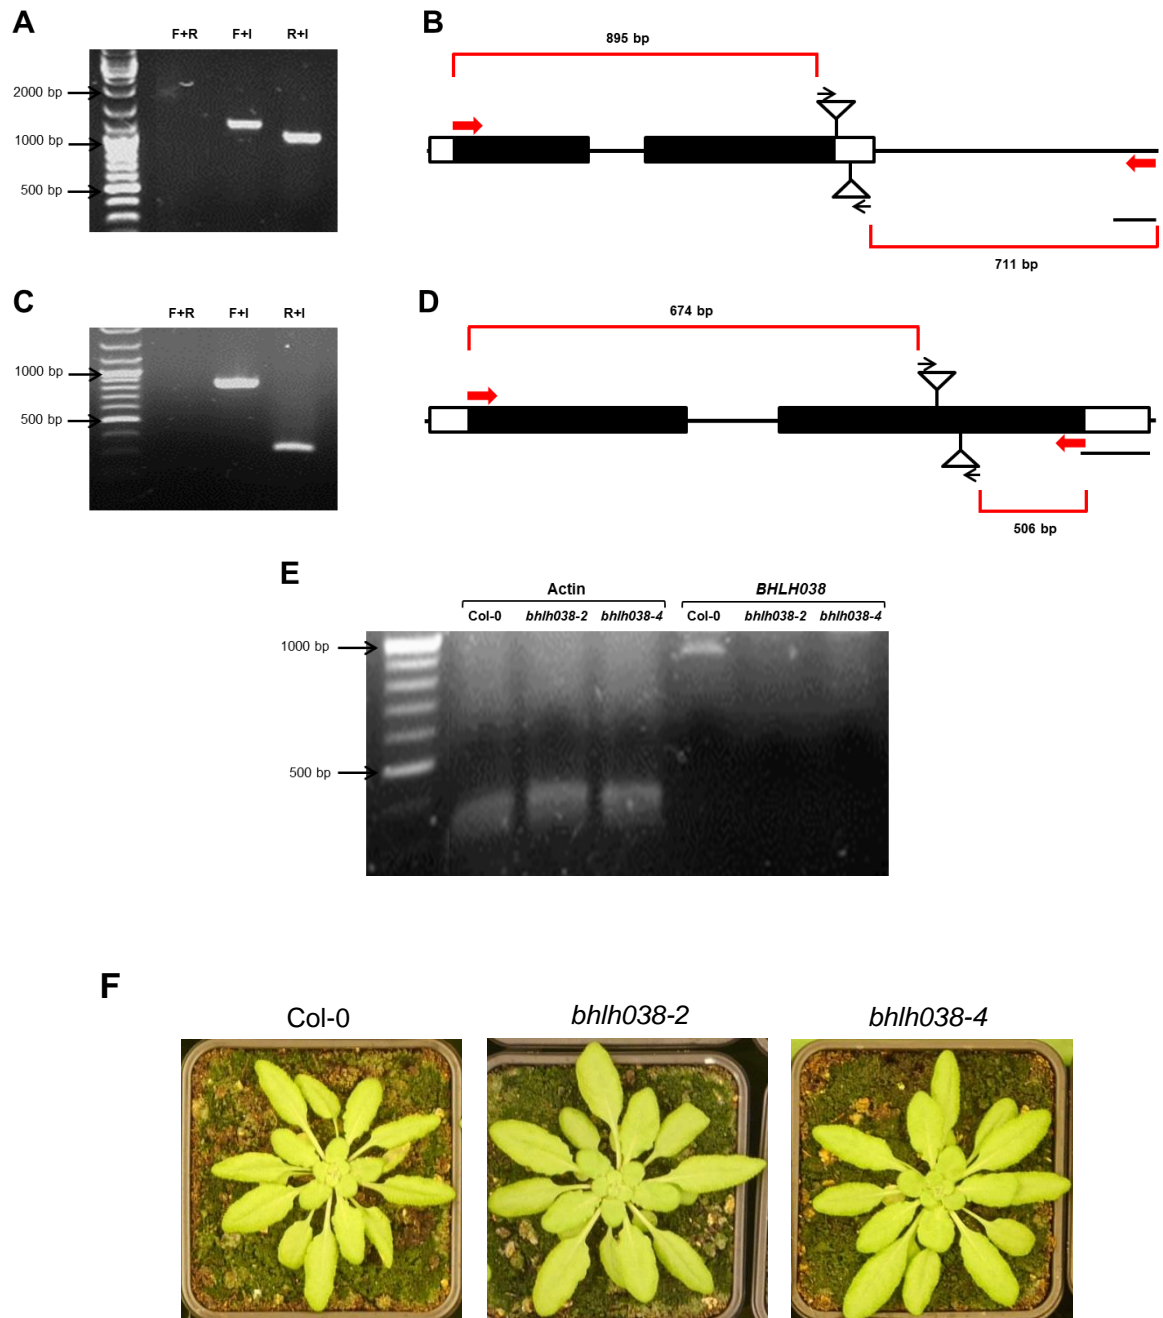 A
F+R F+I R+I
2000 bp
1000 bp
500 bp
B
895 bp
711 bp
C
F+R F+I R+I
1000 bp
500 bp
D
674 bp
506 bp
E
Actin BHLH038
Col-0 bhlh038-2 bhlh038-4 Col-0 bhlh038-2 bhlh038-4
1000 bp
500 bp
F
Col-0 bhlh038-2 bhlh038-4